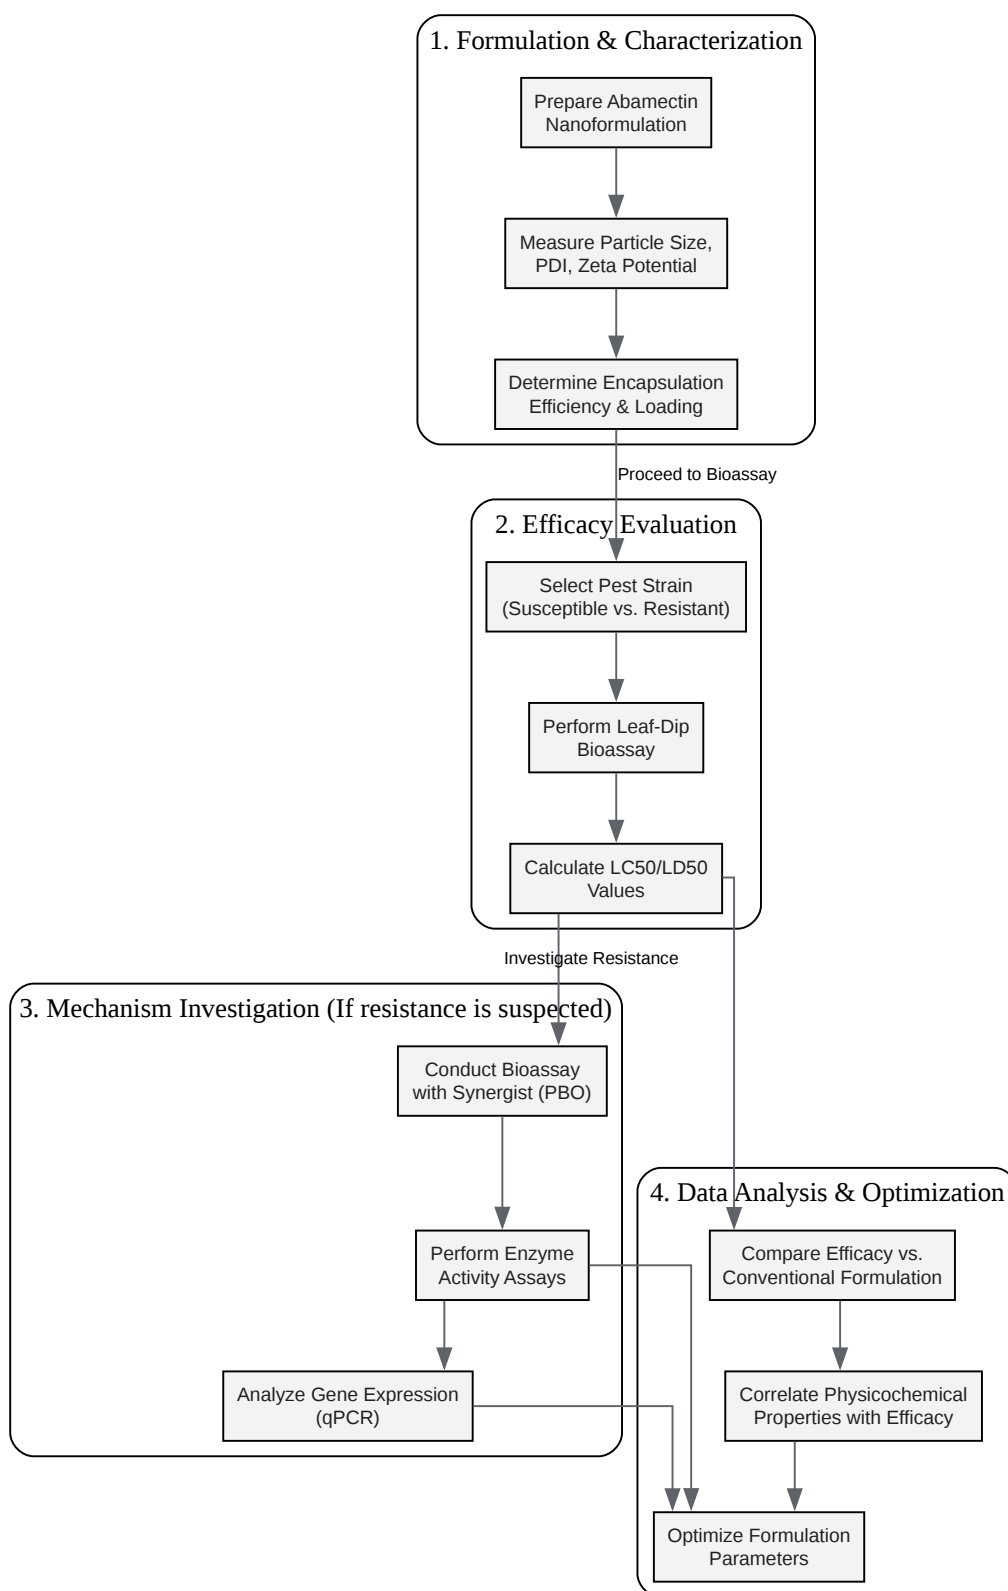 1. Formulation & Characterization
Prepare Abamectin
Nanoformulation
Measure Particle Size,
PDI, Zeta Potential
Determine Encapsulation
Efficiency & Loading
Proceed to Bioassay
2. Efficacy Evaluation
Select Pest Strain
(Susceptible vs. Resistant)
Perform Leaf-Dip
Bioassay
Calculate LC50/LD50
Values
Investigate Resistance
3. Mechanism Investigation (If resistance is suspected)
Conduct Bioassay
with Synergist (PBO)
Perform Enzyme
Activity Assays
Analyze Gene Expression
(qPCR)
4. Data Analysis & Optimization
Compare Efficacy vs.
Conventional Formulation
Correlate Physicochemical
Properties with Efficacy
Optimize Formulation
Parameters